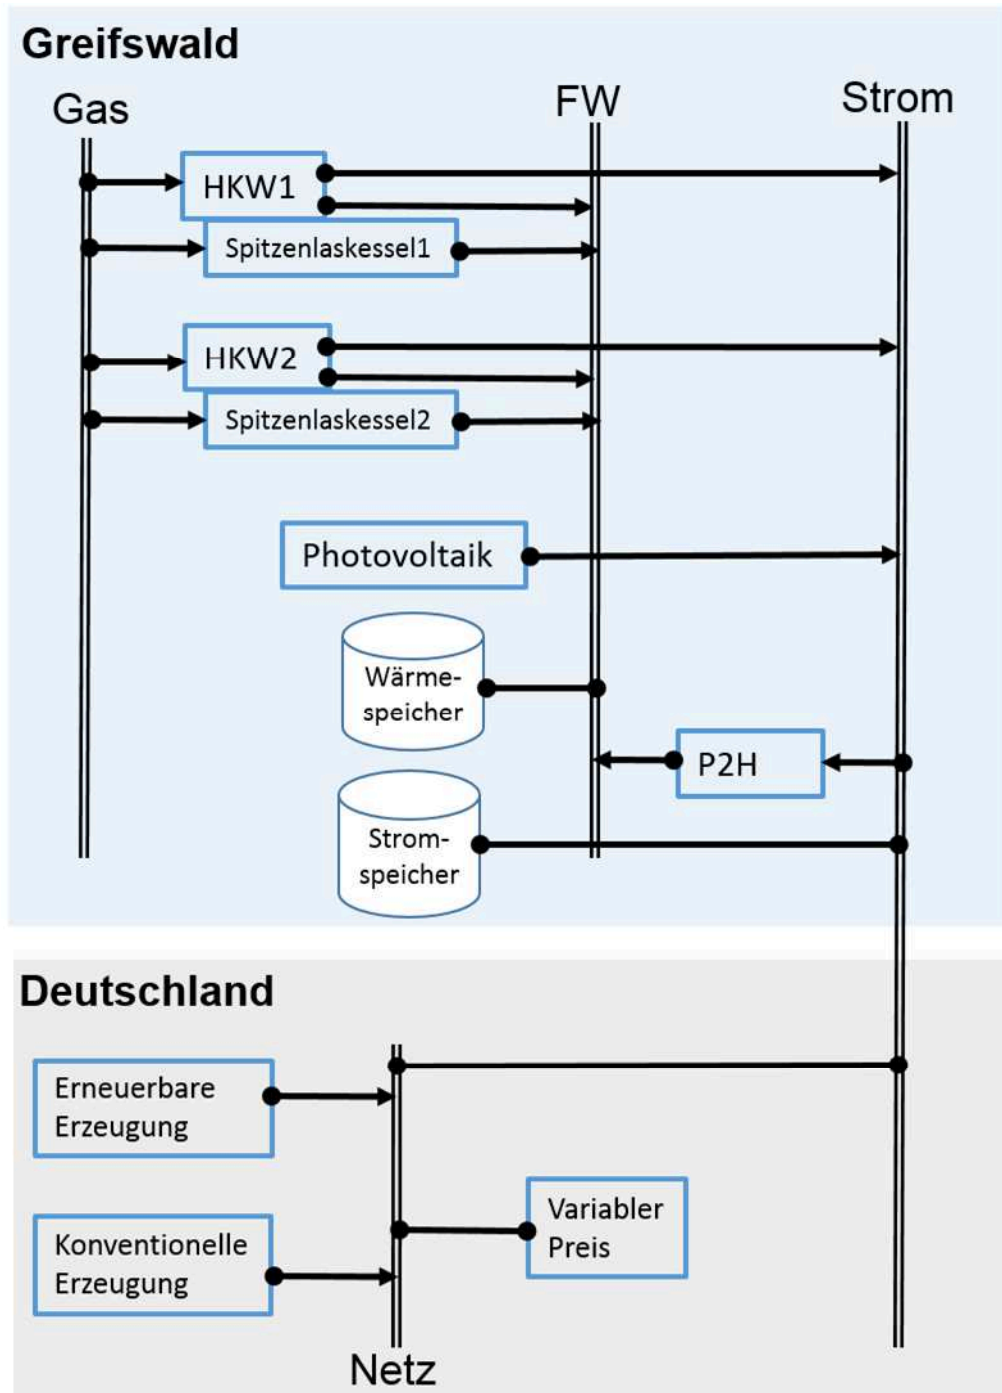 Greifswald
Gas
FW
Strom
HKW1
Spitzenlaskessel1
HKW2
Spitzenlaskessel2
Photovoltaik
Wärme-
speicher
P2H
Strom-
speicher
Deutschland
Erneuerbare
Erzeugung
Variabler
Preis
Konventionelle
Erzeugung
Netz